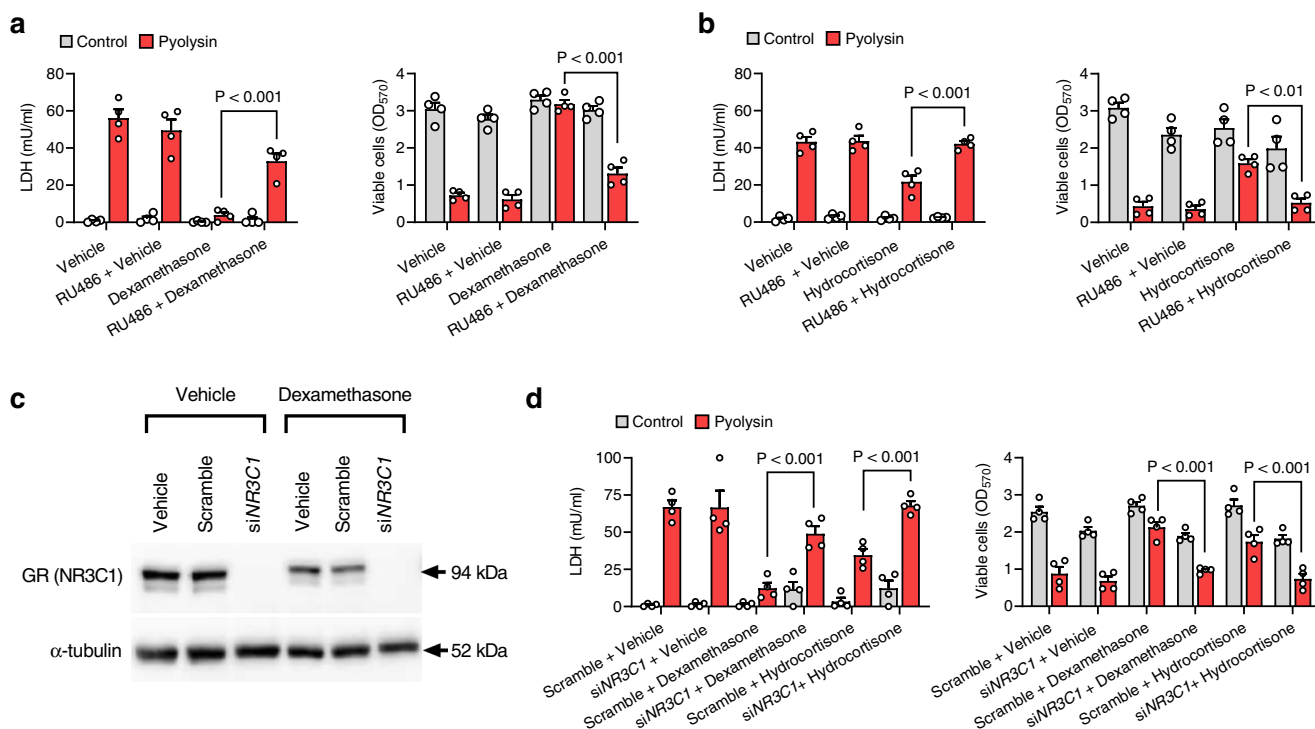 a
Control Pyolysin
LDH (mU/ml)
80
60
40
20
0
P < 0.001
Vehicle
RU486 + Vehicle
Dexamethasone
RU486 + Dexamethasone
Viable cells (OD570)
4
3
2
1
0
P < 0.001
Vehicle
RU486 + Vehicle
Dexamethasone
RU486 + Dexamethasone
b
Control Pyolysin
LDH (mU/ml)
80
60
40
20
0
P < 0.001
Vehicle
RU486 + Vehicle
Hydrocortisone
RU486 + Hydrocortisone
Viable cells (OD570)
4
3
2
1
0
P < 0.01
Vehicle
RU486 + Vehicle
Hydrocortisone
RU486 + Hydrocortisone
c
Vehicle Dexamethasone
Vehicle
Scramble
siNR3C1
Vehicle
Scramble
siNR3C1
GR (NR3C1) 94 kDa
α-tubulin 52 kDa
d
Control Pyolysin
LDH (mU/ml)
100
75
50
25
0
P < 0.001
P < 0.001
Scramble + Vehicle
siNR3C1 + Vehicle
Scramble + Dexamethasone
siNR3C1 + Dexamethasone
Scramble + Hydrocortisone
siNR3C1+ Hydrocortisone
Viable cells (OD570)
4
3
2
1
0
P < 0.001
P < 0.001
Scramble + Vehicle
siNR3C1 + Vehicle
Scramble + Dexamethasone
siNR3C1 + Dexamethasone
Scramble + Hydrocortisone
siNR3C1+ Hydrocortisone